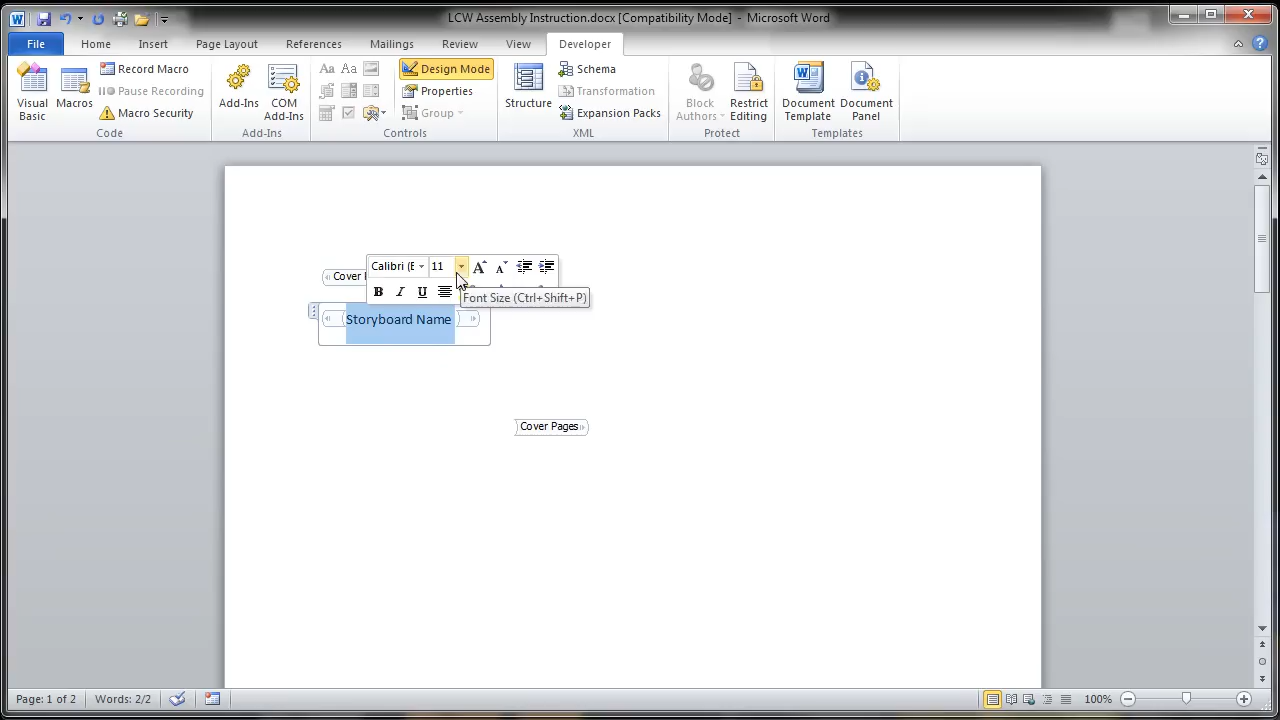 LCW Assembly Instruction.docx [Compatibility Mode] - Microsoft Word
File Home Insert Page Layout References Mailings Review View Developer
Visual Basic
Macros
Record Macro
Pause Recording
Macro Security
Code
Add-Ins
COM Add-Ins
Add-Ins
Aa Aa
Design Mode
Properties
Group
Controls
Structure
Schema
Transformation
Expansion Packs
XML
Block Authors
Restrict Editing
Protect
Document Template
Document Panel
Templates
Cover
Calibri (E 11 A A
B I U
Font Size (Ctrl+Shift+P)
Storyboard Name
Cover Pages
Page: 1 of 2 Words: 2/2 100%